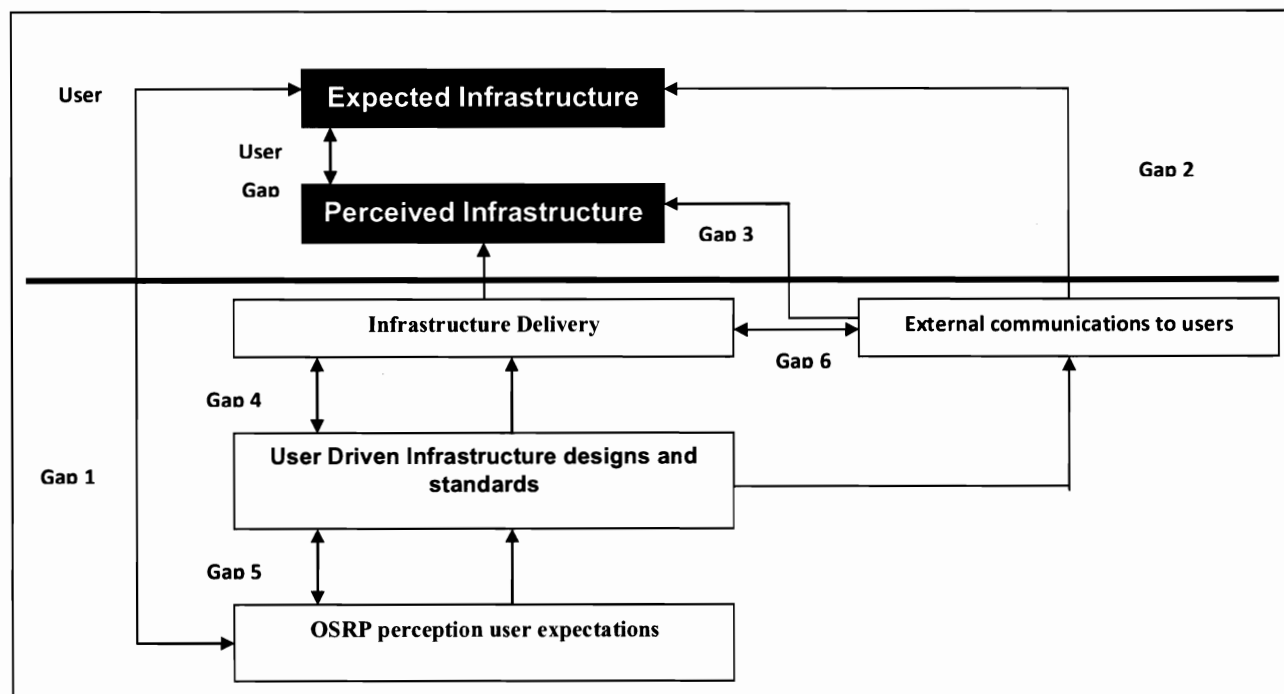 User
Expected Infrastructure
User
Gap
Gap 2
Perceived Infrastructure
Gap 3
Infrastructure Delivery
External communications to users
Gap 6
Gap 4
User Driven Infrastructure designs and
standards
Gap 1
Gap 5
OSRP perception user expectations